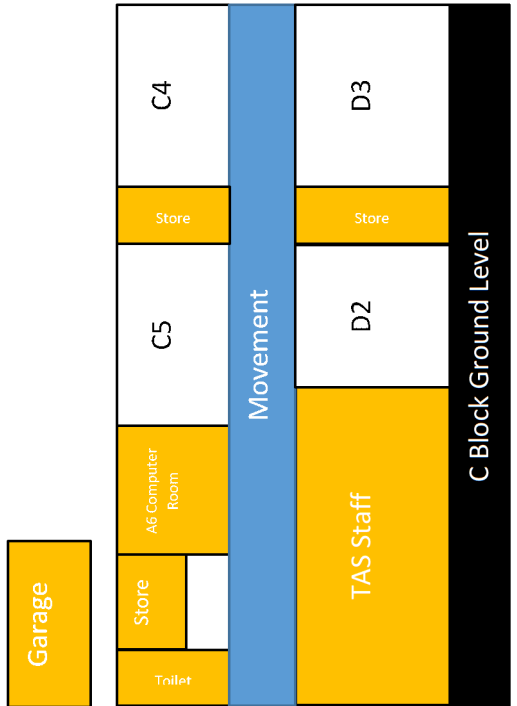 C4
Store
C5
A6 Computer
Room
Store
Toilet
Garage
Movement
D3
Store
D2
TAS Staff
C Block Ground Level